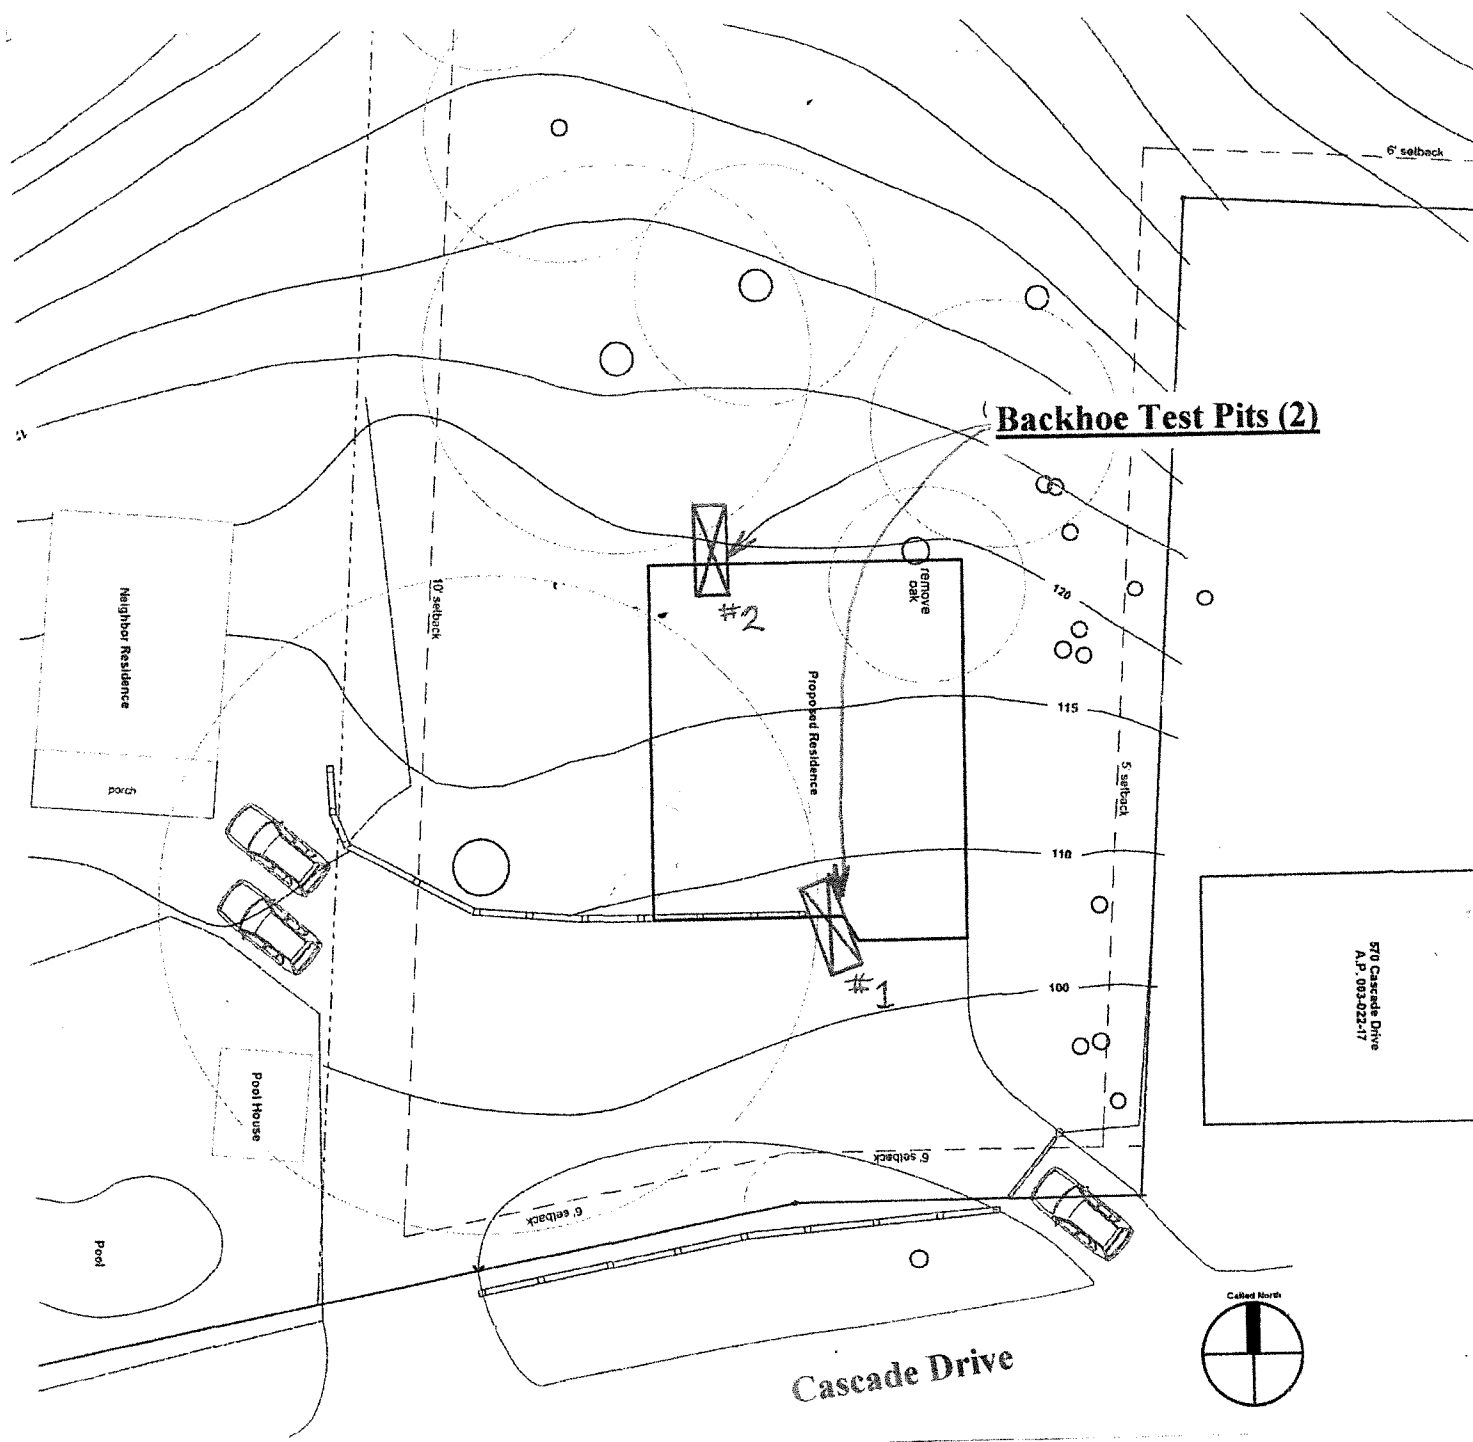 6' setback
Backhoe Test Pits (2)
10' setback
remove
oak
120
#2
Neighbor Residence
Proposed Residence
115
5' setback
porch
110
570 Cascade Drive
A.P. 063-022-17
#1
100
Pool House
6' setback
6' setback
Pool
Called North
Cascade Drive